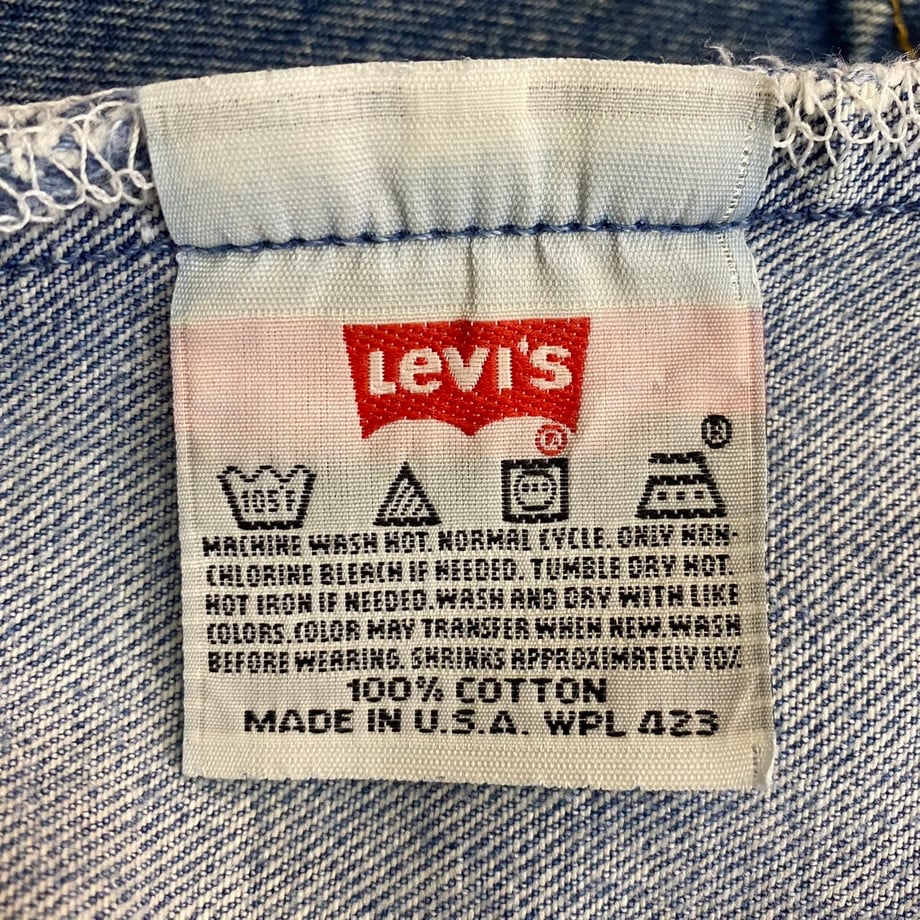 Levi's
®
®
105F
MACHINE WASH HOT. NORMAL CYCLE. ONLY NON-
CHLORINE BLEACH IF NEEDED. TUMBLE DRY HOT.
HOT IRON IF NEEDED. WASH AND DRY WITH LIKE
COLORS. COLOR MAY TRANSFER WHEN NEW. WASH
BEFORE WEARING. SHRINKS APPROXIMATELY 10%
100% COTTON
MADE IN U.S.A. WPL 423